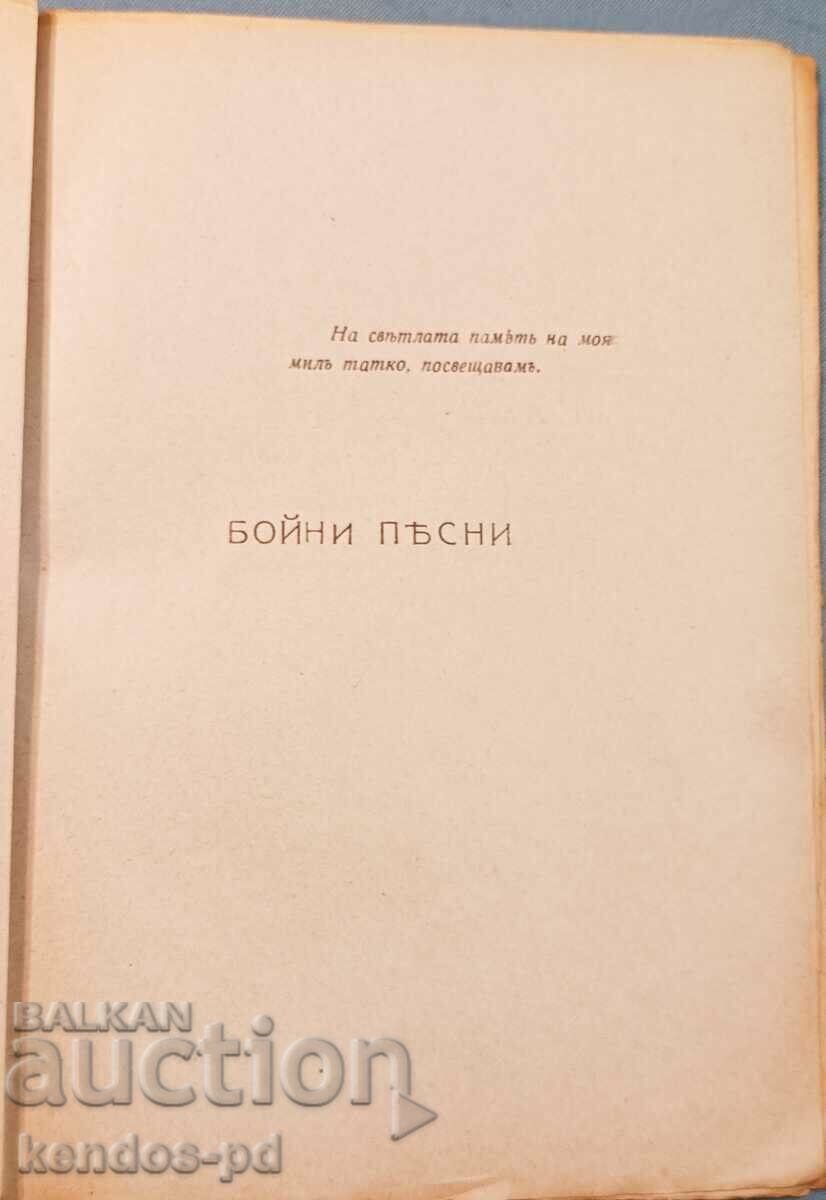 На свѣтлата паметь на моя
милъ татко, посвещавамъ.
БОЙНИ ПѢСНИ
BALKAN
auction
kendos-pd